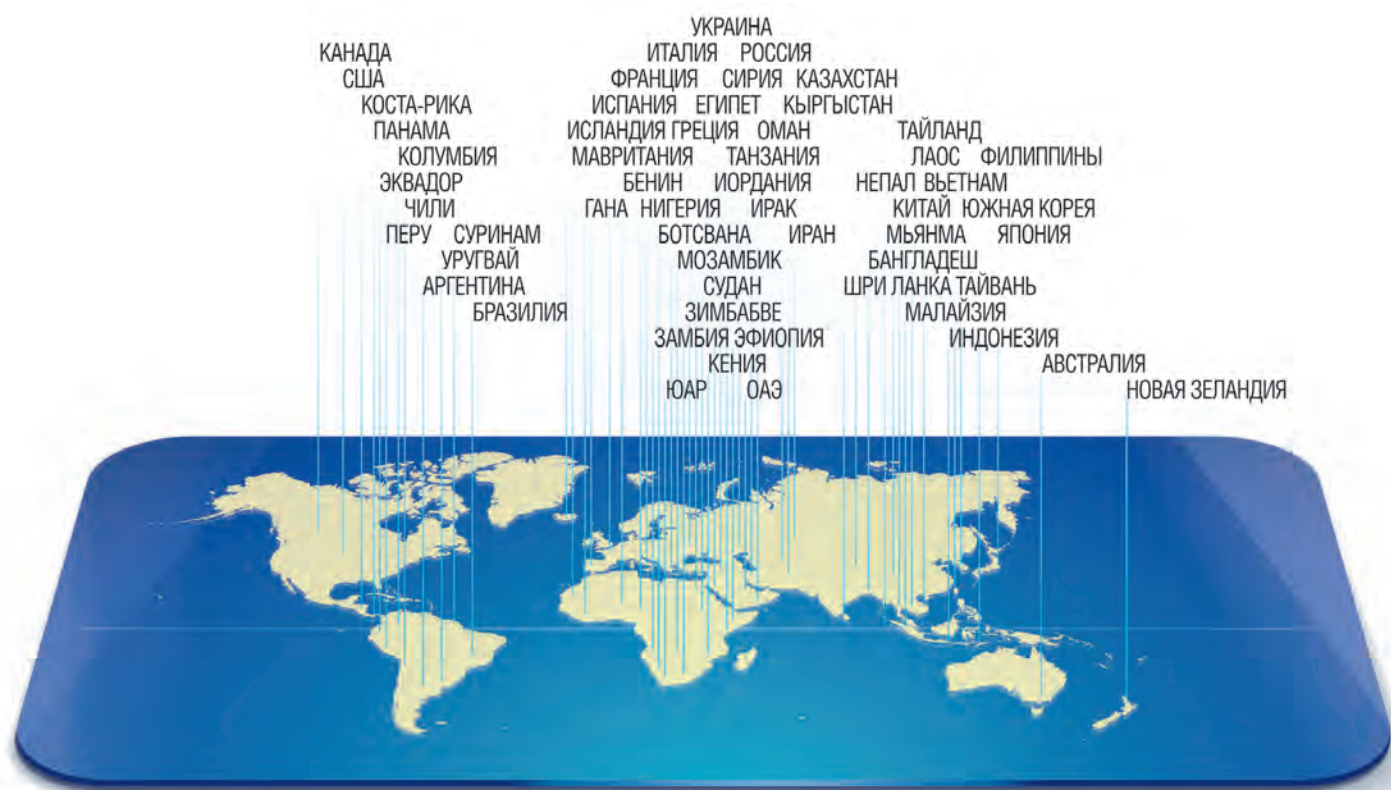 УКРАИНА
КАНАДА ИТАЛИЯ РОССИЯ
США ФРАНЦИЯ СИРИЯ КАЗАХСТАН
КОСТА-РИКА ИСПАНИЯ ЕГИПЕТ КЫРГЫСТАН
ПАНАМА ИСЛАНДИЯ ГРЕЦИЯ ОМАН ТАЙЛАНД
КОЛУМБИЯ МАВРИТАНИЯ ТАНЗАНИЯ ЛАОС ФИЛИППИНЫ
ЭКВАДОР БЕНИН ИОРДАНИЯ НЕПАЛ ВЬЕТНАМ
ЧИЛИ ГАНА НИГЕРИЯ ИРАК КИТАЙ ЮЖНАЯ КОРЕЯ
ПЕРУ СУРИНАМ БОТСВАНА ИРАН МЬЯНМА ЯПОНИЯ
УРУГВАЙ МОЗАМБИК БАНГЛАДЕШ
АРГЕНТИНА СУДАН ШРИ ЛАНКА ТАЙВАНЬ
БРАЗИЛИЯ ЗИМБАБВЕ МАЛАЙЗИЯ
ЗАМБИЯ ЭФИОПИЯ ИНДОНЕЗИЯ
КЕНИЯ АВСТРАЛИЯ
ЮАР ОАЭ НОВАЯ ЗЕЛАНДИЯ